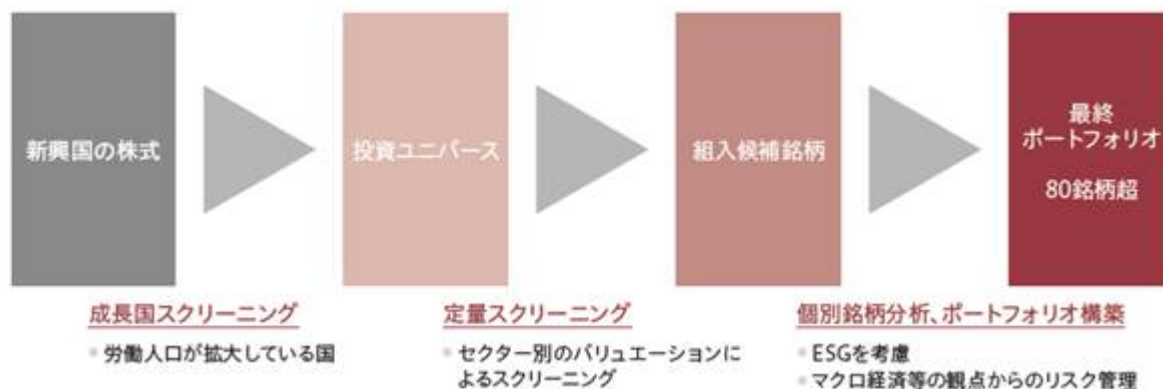 新興国の株式
投資ユニバース
組入候補銘柄
最終
ポートフォリオ
80銘柄超
成長国スクリーニング
• 労働人口が拡大している国
定量スクリーニング
• セクター別のバリュエーションに
よるスクリーニング
個別銘柄分析、ポートフォリオ構築
• ESGを考慮
• マクロ経済等の観点からのリスク管理